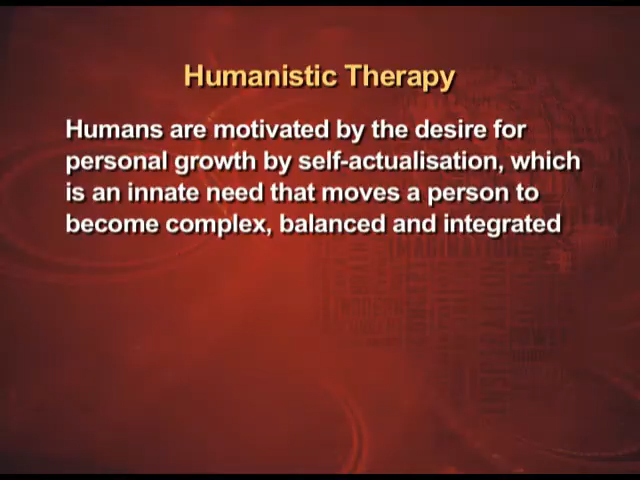 Humanistic Therapy
Humans are motivated by the desire for
personal growth by self-actualisation, which
is an innate need that moves a person to
become complex, balanced and integrated